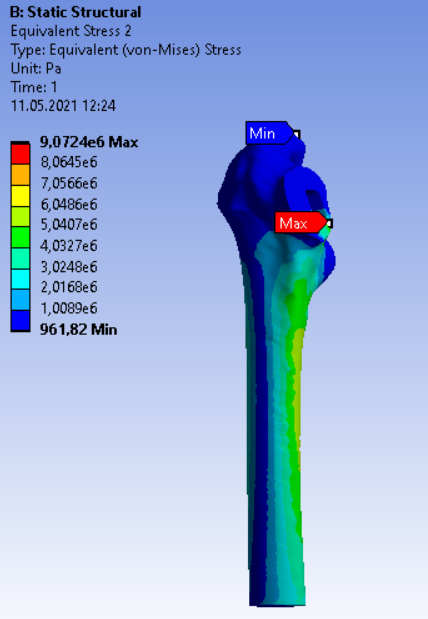 B: Static Structural
Equivalent Stress 2
Type: Equivalent (von-Mises) Stress
Unit: Pa
Time: 1
11.05.2021 12:24
9,0724e6 Max
8,0645e6
7,0566e6
6,0486e6
5,0407e6
4,0327e6
3,0248e6
2,0168e6
1,0089e6
961,82 Min
Min
Max